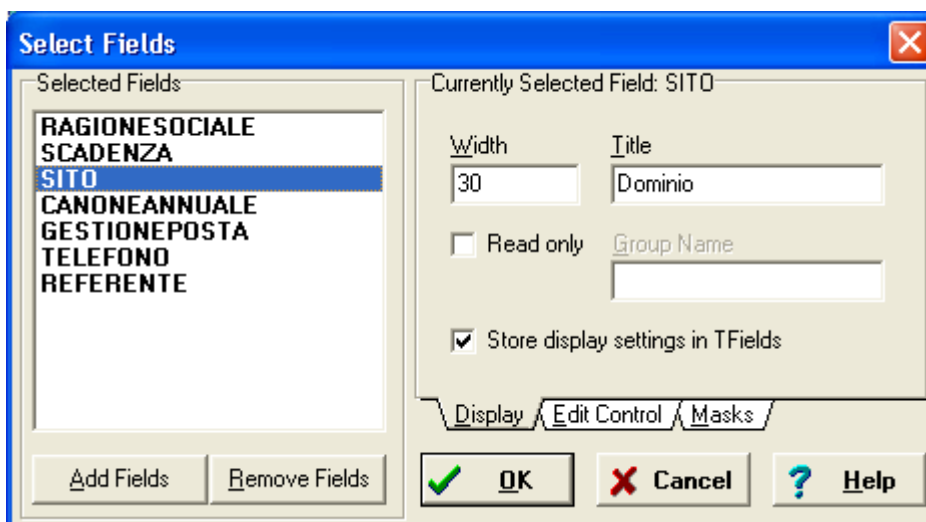 Select Fields
Selected Fields
RAGIONESOCIALE
SCADENZA
SITO
CANONEANNUALE
GESTIONEPOSTA
TELEFONO
REFERENTE
Add Fields
Remove Fields
Currently Selected Field: SITO
Width
Title
30
Dominio
Read only
Group Name
Store display settings in TFields
Display
Edit Control
Masks
OK
Cancel
Help